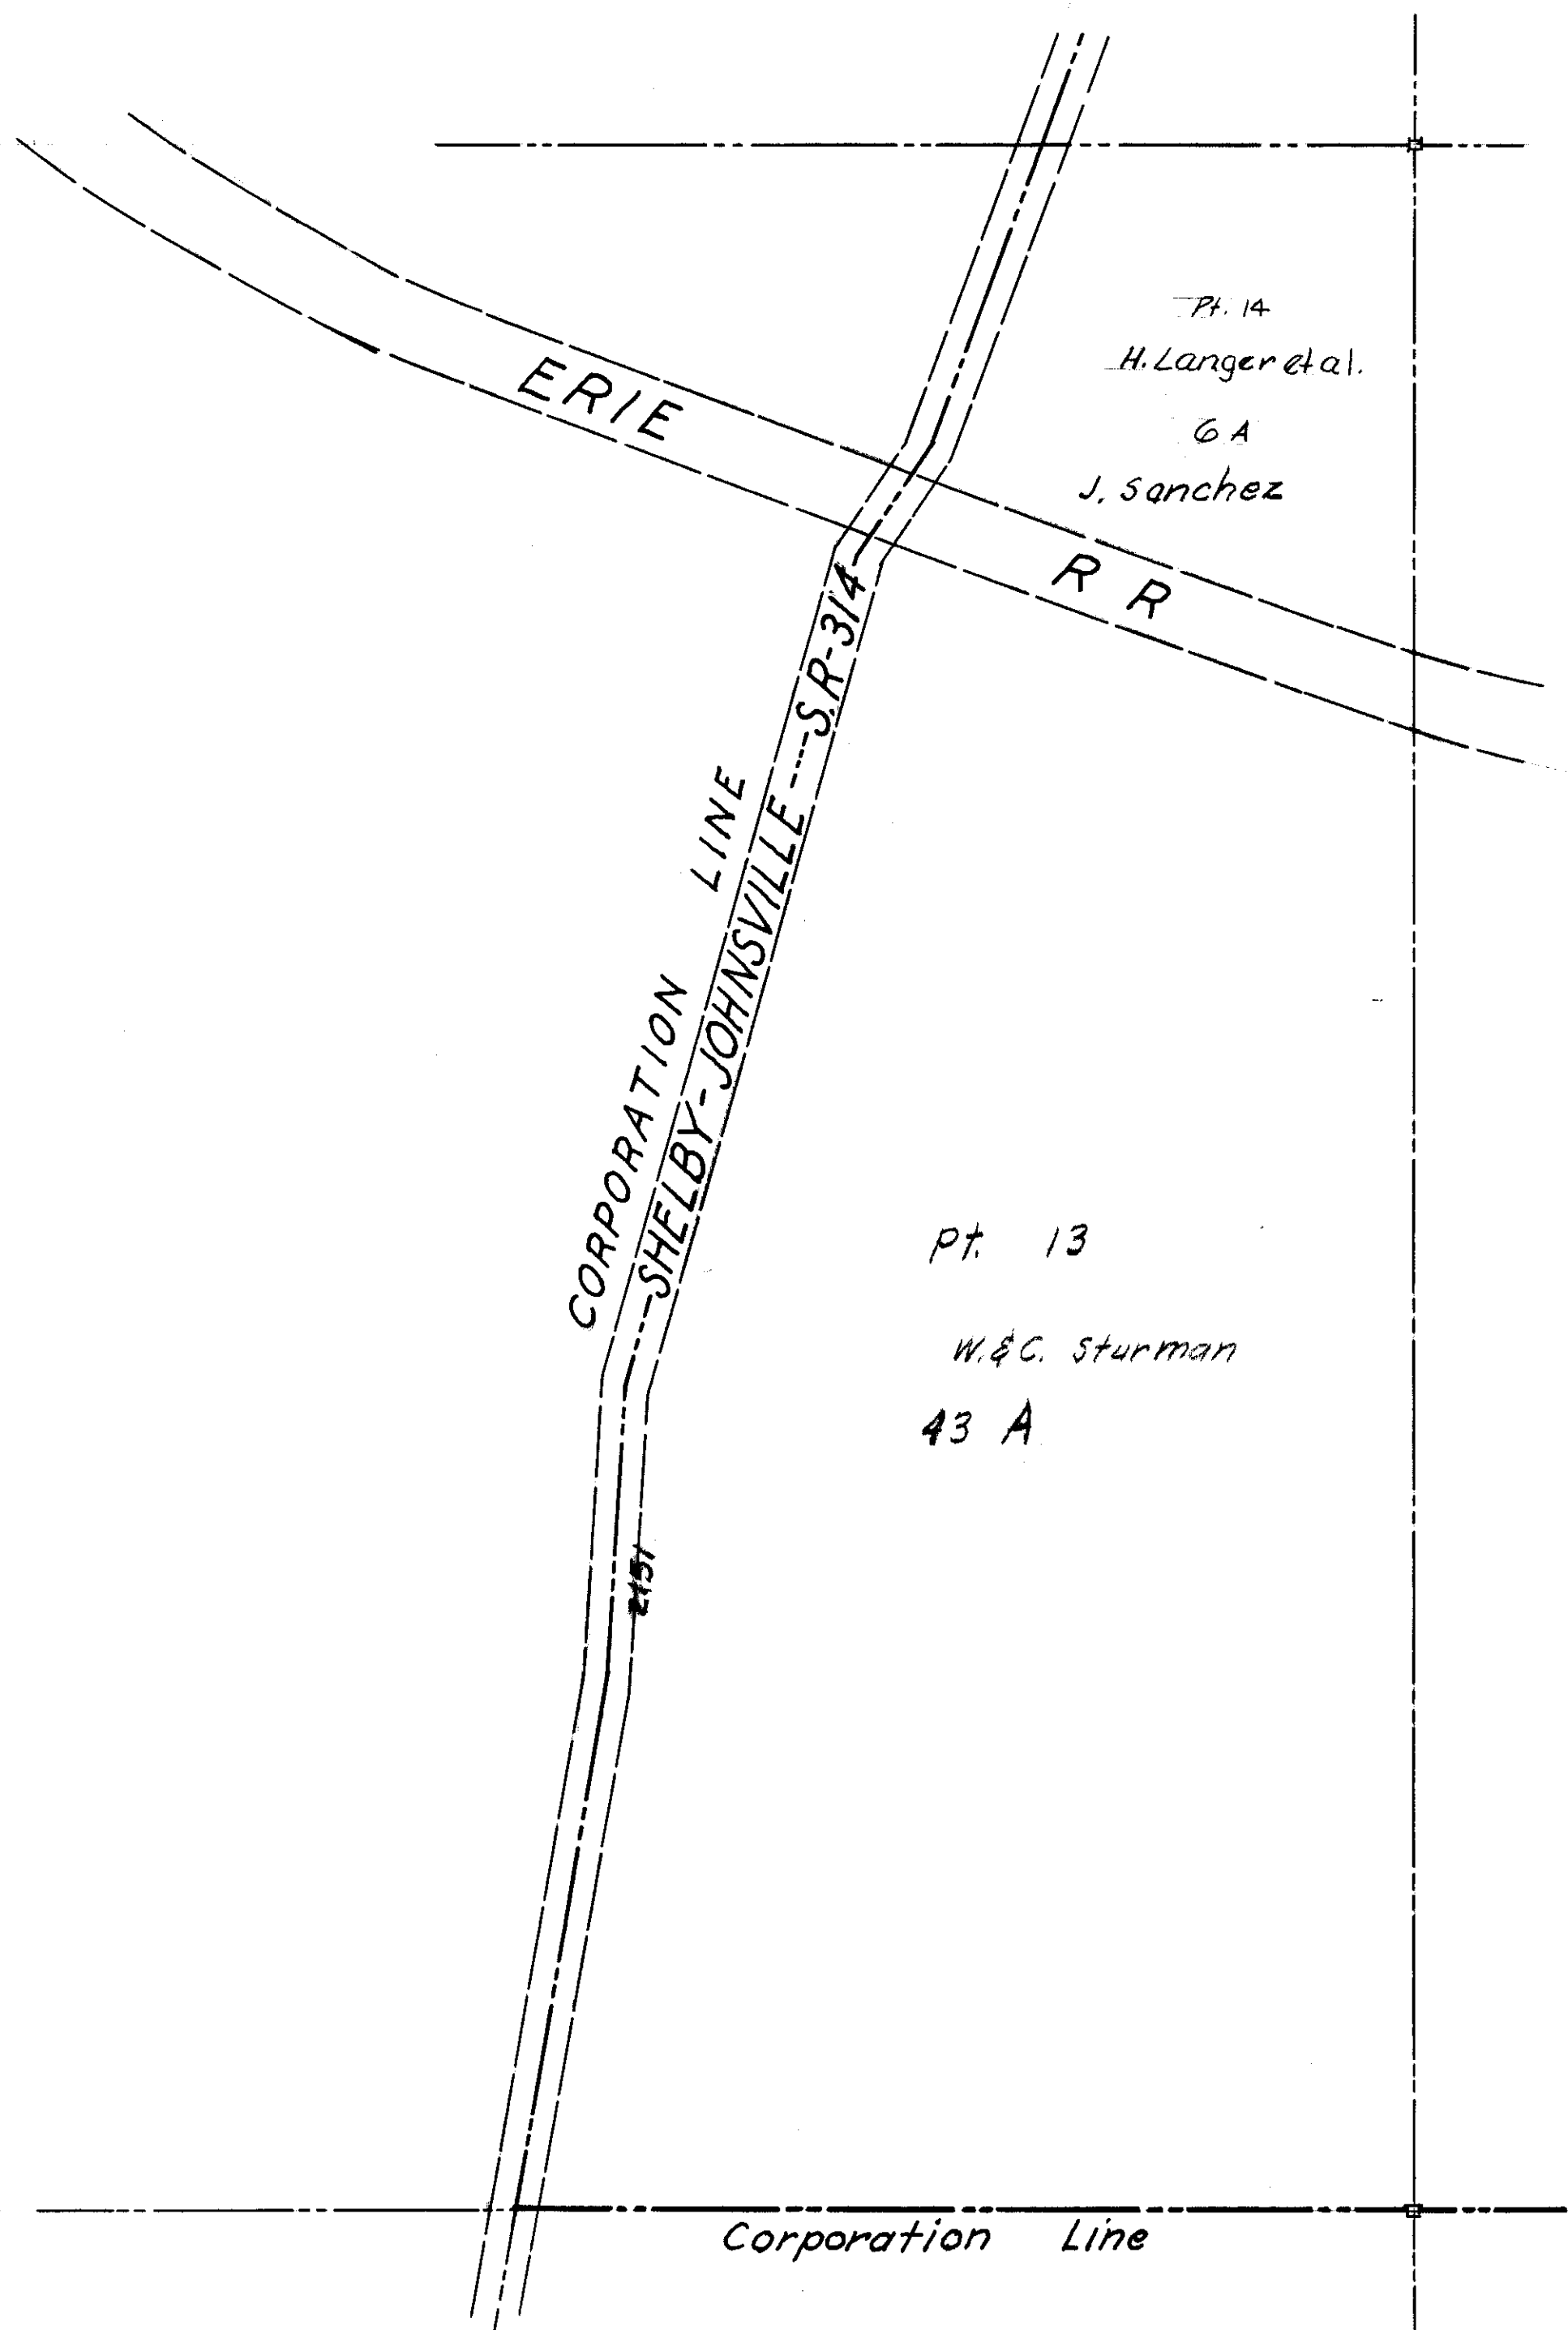 Pt. 14
H. Langer et al.
6 A
J. Sanchez
ERIE RR
SHELBY-JOHNSVILLE----S.R-314
CORPORATION LINE
Pt. 13
W. & C. Sturman
43 A
Corporation Line